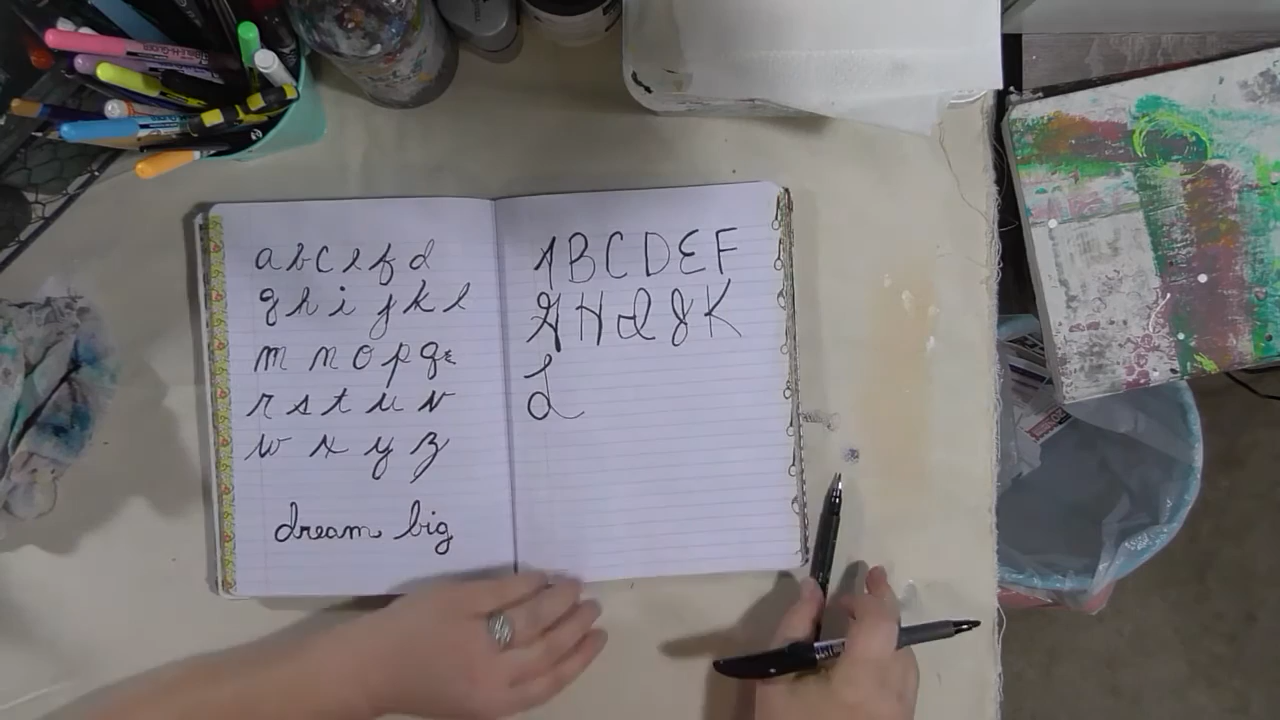 a b c e f d
g h i j k l
m n o p q z
r s t u v
w x y z
dream big
A B C D E F
G H I J K
L